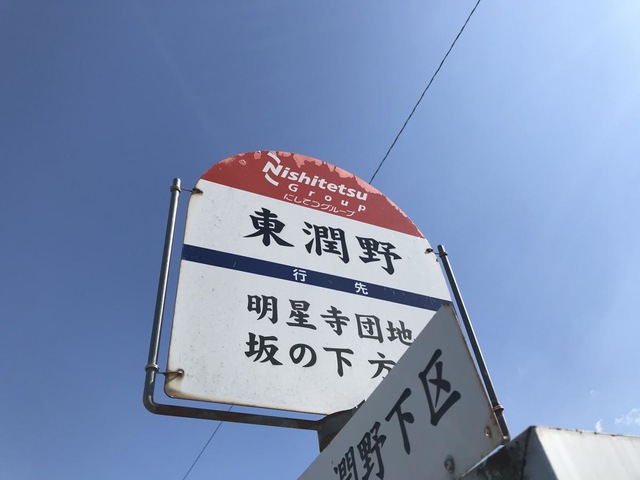 Nishitetsu
Group
にしてつグループ
東潤野
行先
明星寺団地
坂の下方
潤野下区